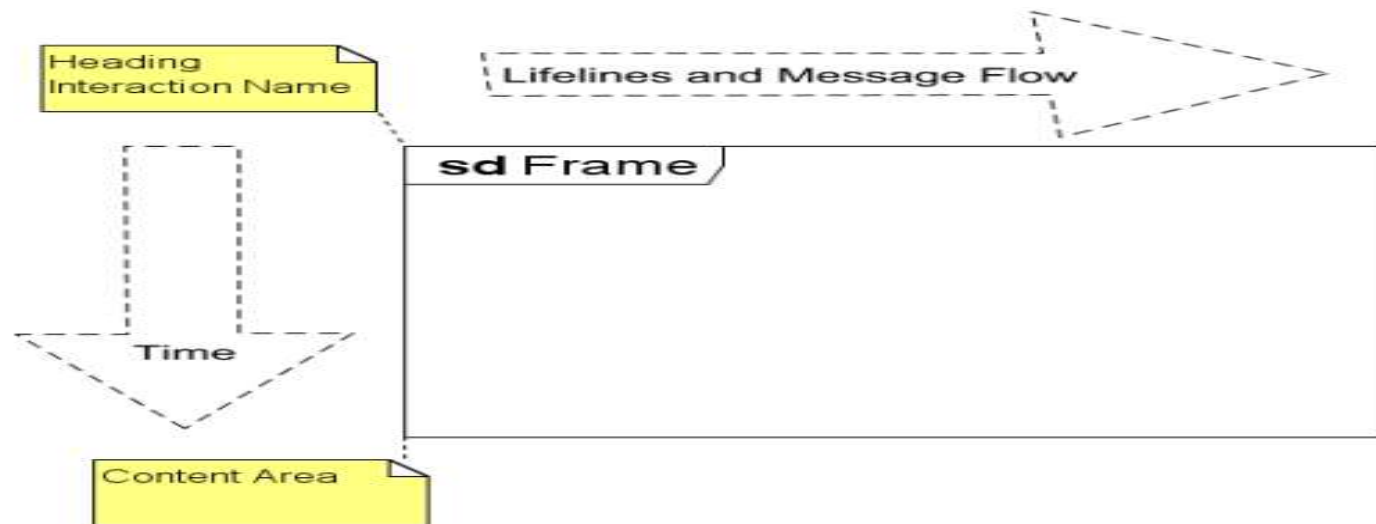 Heading
Interaction Name
Lifelines and Message Flow
sd Frame
Time
Content Area